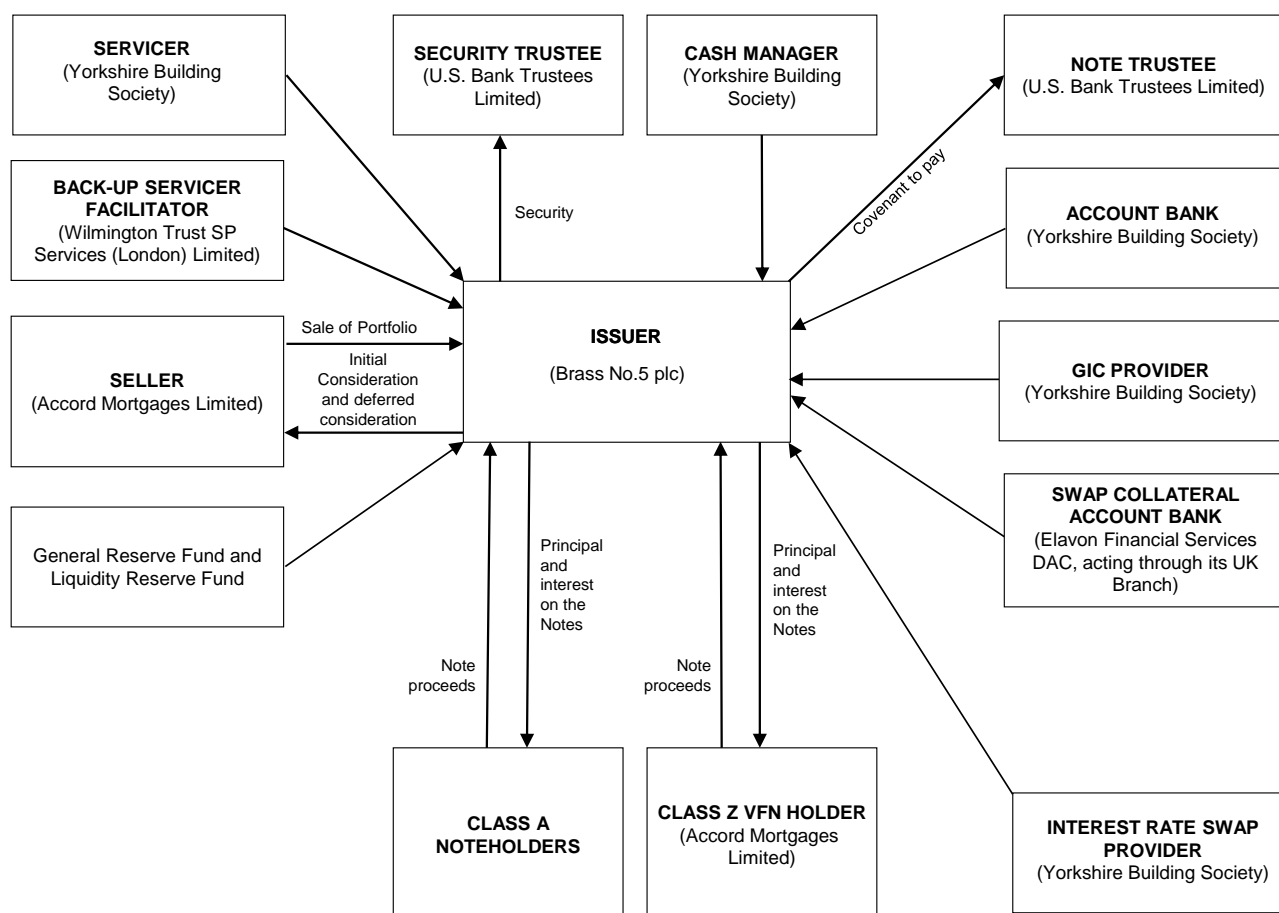 SERVICER
(Yorkshire Building
Society)
SECURITY TRUSTEE
(U.S. Bank Trustees
Limited)
CASH MANAGER
(Yorkshire Building
Society)
NOTE TRUSTEE
(U.S. Bank Trustees Limited)
BACK-UP SERVICER
FACILITATOR
(Wilmington Trust SP
Services (London) Limited)
Security
Covenant to pay
ACCOUNT BANK
(Yorkshire Building Society)
SELLER
(Accord Mortgages Limited)
Sale of Portfolio
Initial
Consideration
and deferred
consideration
ISSUER
(Brass No.5 plc)
GIC PROVIDER
(Yorkshire Building Society)
General Reserve Fund and
Liquidity Reserve Fund
SWAP COLLATERAL
ACCOUNT BANK
(Elavon Financial Services
DAC, acting through its UK
Branch)
Note
proceeds
Principal
and
interest
on the
Notes
Note
proceeds
Principal
and
interest
on the
Notes
CLASS A
NOTEHOLDERS
CLASS Z VFN HOLDER
(Accord Mortgages
Limited)
INTEREST RATE SWAP
PROVIDER
(Yorkshire Building Society)